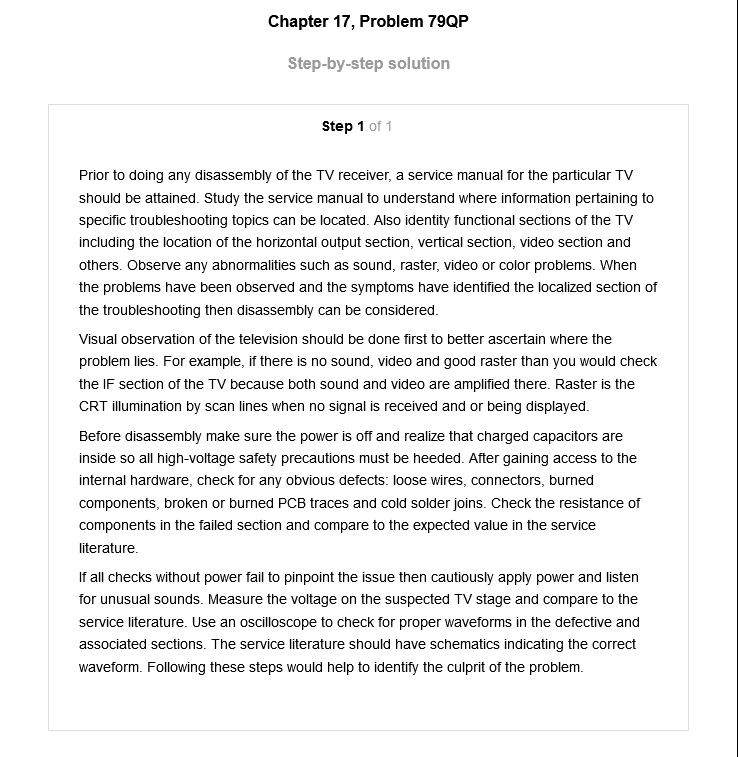 Chapter 17, Problem 79QP
Step-by-step solution
Step 1 of 1
Prior to doing any disassembly of the TV receiver, a service manual for the particular TV
should be attained. Study the service manual to understand where information pertaining to
specific troubleshooting topics can be located. Also identity functional sections of the TV
including the location of the horizontal output section, vertical section, video section and
others. Observe any abnormalities such as sound, raster, video or color problems. When
the problems have been observed and the symptoms have identified the localized section of
the troubleshooting then disassembly can be considered.
Visual observation of the television should be done first to better ascertain where the
problem lies. For example, if there is no sound, video and good raster than you would check
the IF section of the TV because both sound and video are amplified there. Raster is the
CRT illumination by scan lines when no signal is received and or being displayed.
Before disassembly make sure the power is off and realize that charged capacitors are
inside so all high-voltage safety precautions must be heeded. After gaining access to the
internal hardware, check for any obvious defects: loose wires, connectors, burned
components, broken or burned PCB traces and cold solder joins. Check the resistance of
components in the failed section and compare to the expected value in the service
literature.
If all checks without power fail to pinpoint the issue then cautiously apply power and listen
for unusual sounds. Measure the voltage on the suspected TV stage and compare to the
service literature. Use an oscilloscope to check for proper waveforms in the defective and
associated sections. The service literature should have schematics indicating the correct
waveform. Following these steps would help to identify the culprit of the problem.